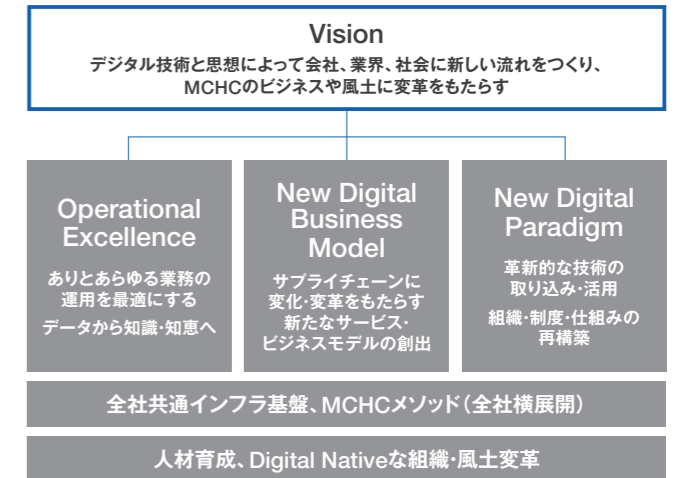 Vision
デジタル技術と思想によって会社、業界、社会に新しい流れをつくり、
MCHCのビジネスや風土に変革をもたらす
Operational
Excellence
ありとあらゆる業務の
運用を最適にする
データから知識・知恵へ
New Digital
Business
Model
サプライチェーンに
変化・変革をもたらす
新たなサービス・
ビジネスモデルの創出
New Digital
Paradigm
革新的な技術の
取り込み・活用
組織・制度・仕組みの
再構築
全社共通インフラ基盤、MCHCメソッド（全社横展開）
人材育成、Digital Nativeな組織・風土変革